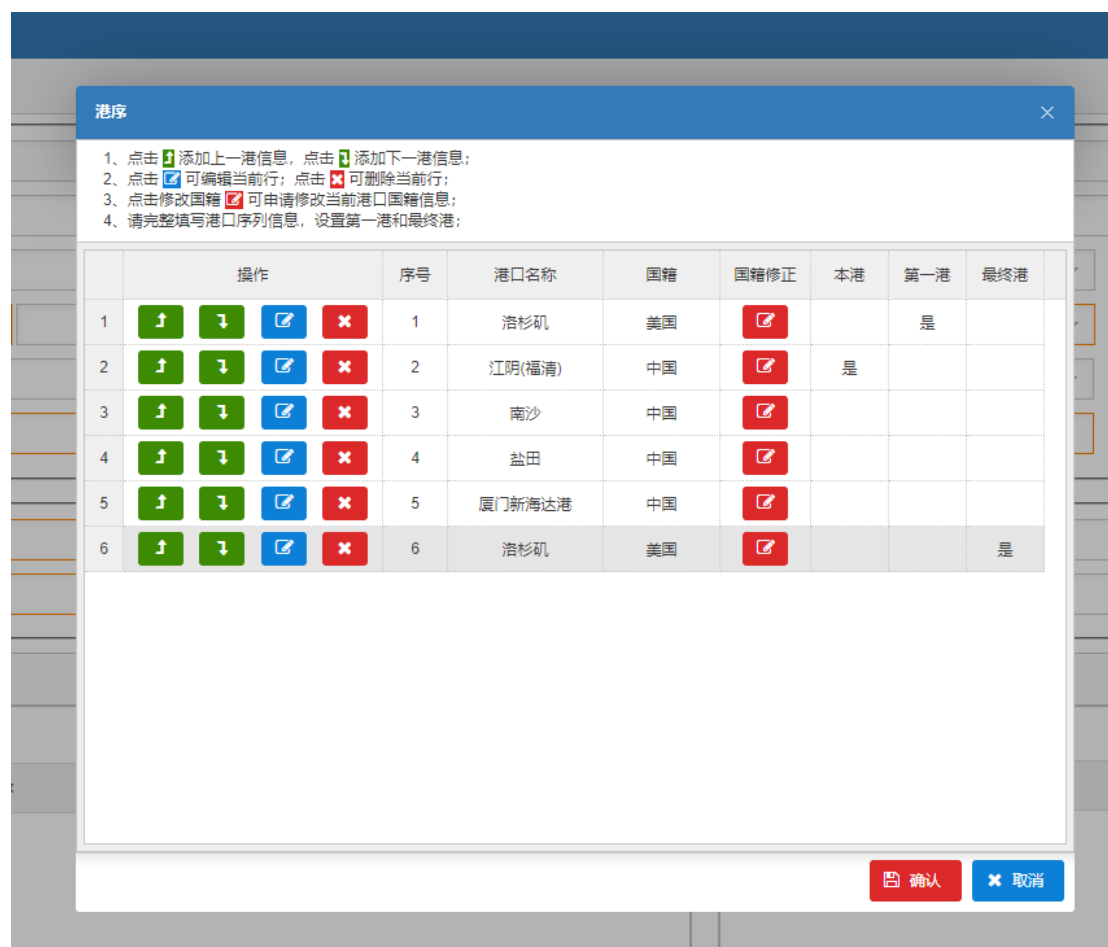 港序
1、点击 添加上一港信息，点击 添加下一港信息；
2、点击 可编辑当前行；点击 可删除当前行；
3、点击修改国籍 可申请修改当前港口国籍信息；
4、请完整填写港口序列信息，设置第一港和最终港；
操作 序号 港口名称 国籍 国籍修正 本港 第一港 最终港
1 1 洛杉矶 美国 是
2 2 江阴(福清) 中国 是
3 3 南沙 中国
4 4 盐田 中国
5 5 厦门新海达港 中国
6 6 洛杉矶 美国 是
确认 取消